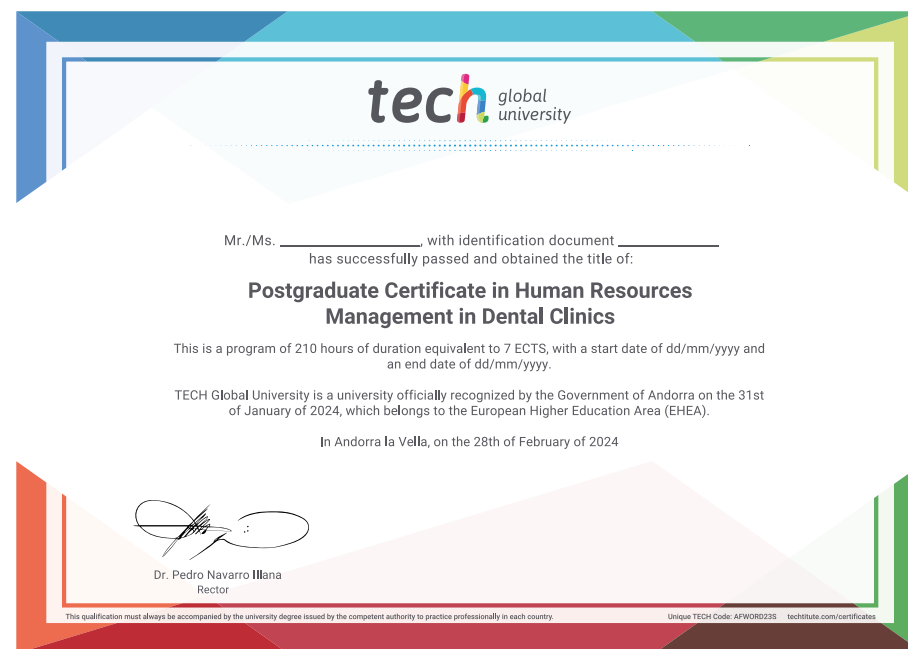 tech global university
Mr./Ms. ____________________, with identification document ______________
has successfully passed and obtained the title of:
Postgraduate Certificate in Human Resources
Management in Dental Clinics
This is a program of 210 hours of duration equivalent to 7 ECTS, with a start date of dd/mm/yyyy and
an end date of dd/mm/yyyy.
TECH Global University is a university officially recognized by the Government of Andorra on the 31st
of January of 2024, which belongs to the European Higher Education Area (EHEA).
In Andorra la Vella, on the 28th of February of 2024
Dr. Pedro Navarro Illana
Rector
This qualification must always be accompanied by the university degree issued by the competent authority to practice professionally in each country. Unique TECH Code: AFWORD23S techtitute.com/certificates